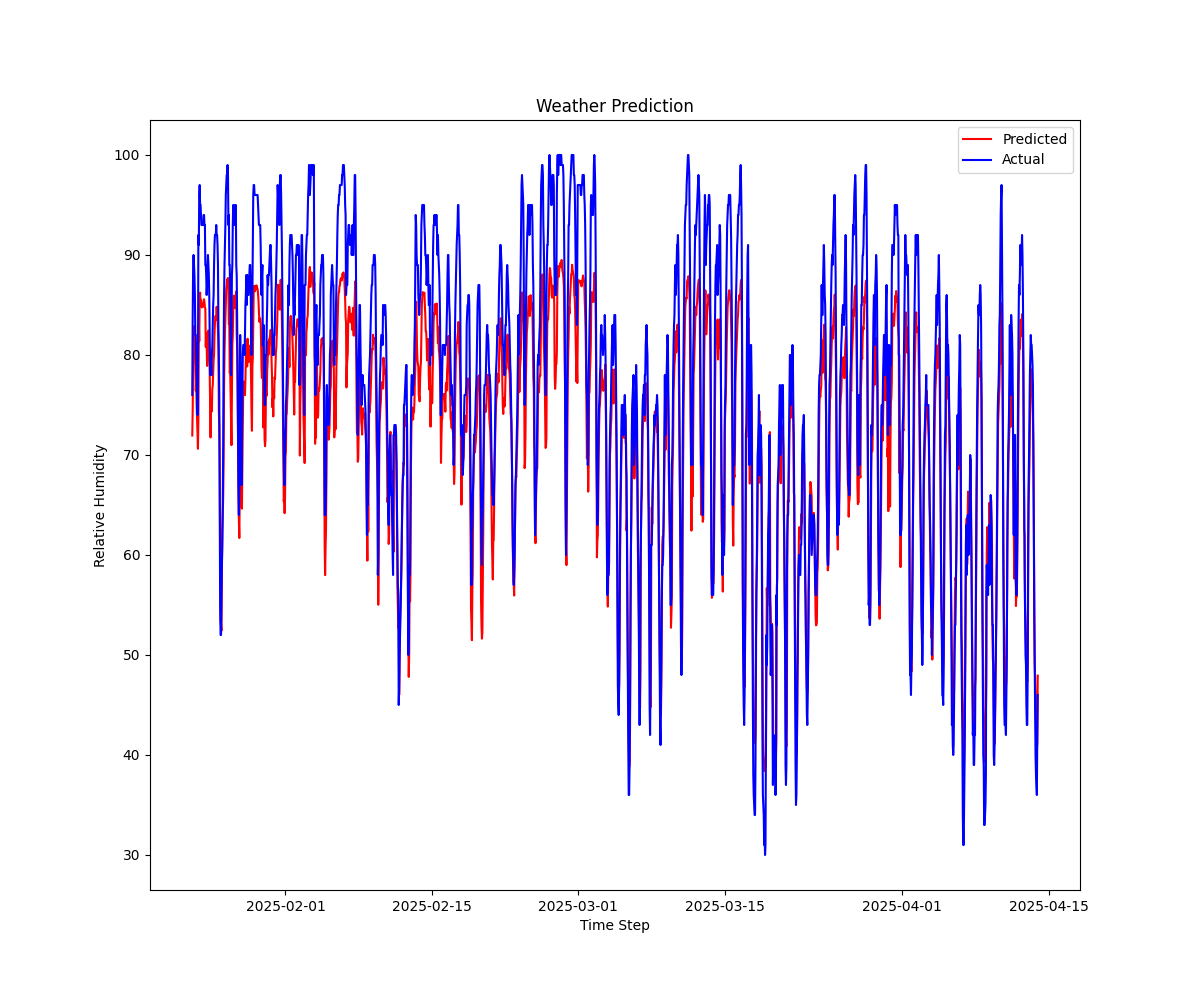 Weather Prediction
Predicted
Actual
100
90
80
70
60
50
40
30
Relative Humidity
2025-02-01
2025-02-15
2025-03-01
2025-03-15
2025-04-01
2025-04-15
Time Step